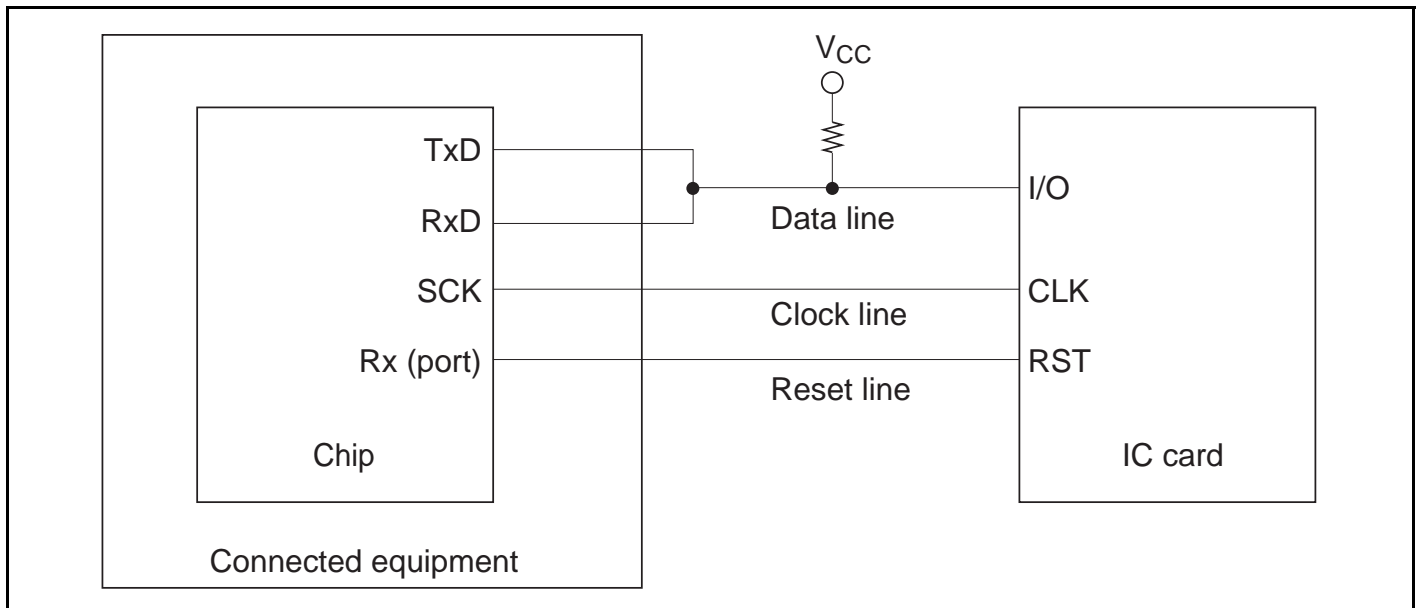 VCC
TxD
I/O
RxD
Data line
SCK
CLK
Clock line
Rx (port)
RST
Reset line
Chip
IC card
Connected equipment